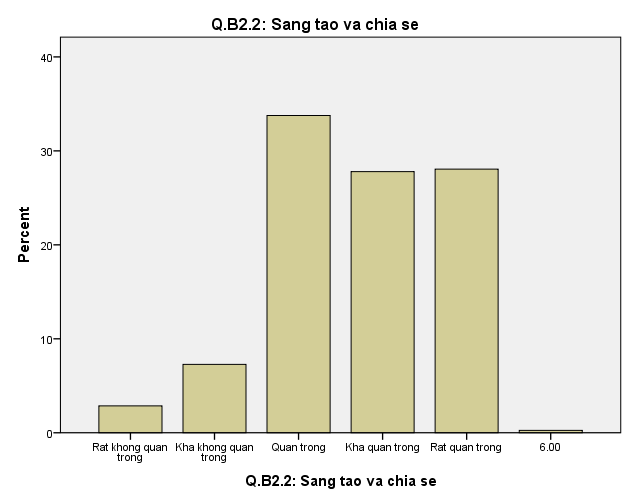 Q.B2.2: Sang tao va chia se
40
30
20
10
0
Percent
Rat khong quan
trong
Kha khong quan
trong
Quan trong
Kha quan trong
Rat quan trong
6.00
Q.B2.2: Sang tao va chia se